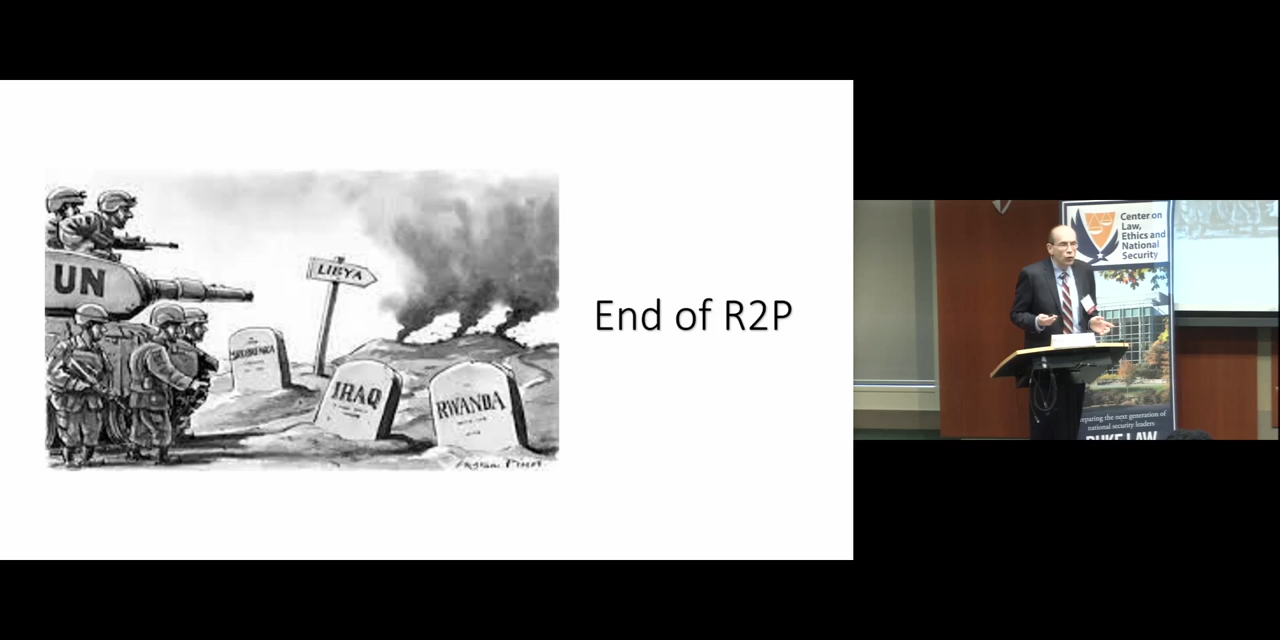 UN
LIBYA
SREBRENICA
IRAQ
RWANDA
End of R2P
Center on
Law,
Ethics and
National
Security
preparing the next generation of
national security leaders
DUKE LAW